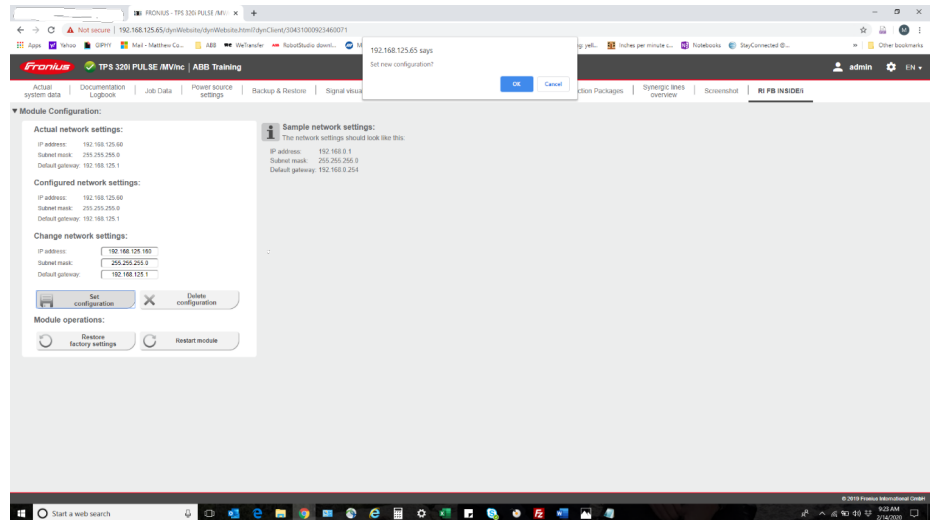 FRONIUS - TPS 320i PULSE /MV/
Not secure | 192.168.125.65/dynWebsite/dynWebsite.html?dynClient/30431000923460071
Apps Yahoo GIPHY Mail - Matthew Co... ABB WeTransfer RobotStudio downl...
Inches per minute c... Notebooks StayConnected @... » Other bookmarks
192.168.125.65 says
Set new configuration?
OK Cancel
Fronius TPS 320I PULSE /MV/nc | ABB Training
admin EN
Actual system data
Documentation Logbook
Job Data
Power source settings
Backup & Restore
Signal visua
ction Packages
Synergic lines overview
Screenshot
RI FB INSIDE/i
Module Configuration:
Actual network settings:
IP address: 192.168.125.60
Subnet mask: 255.255.255.0
Default gateway: 192.168.125.1
Configured network settings:
IP address: 192.168.125.60
Subnet mask: 255.255.255.0
Default gateway: 192.168.125.1
Change network settings:
IP address: 192.168.125.160
Subnet mask: 255.255.255.0
Default gateway: 192.168.125.1
Set configuration
Delete configuration
Module operations:
Restore factory settings
Restart module
Sample network settings:
The network settings should look like this:
IP address: 192.168.0.1
Subnet mask: 255.255.255.0
Default gateway: 192.168.0.254
© 2019 Fronius International GmbH
Start a web search
9:23 AM
2/14/2020